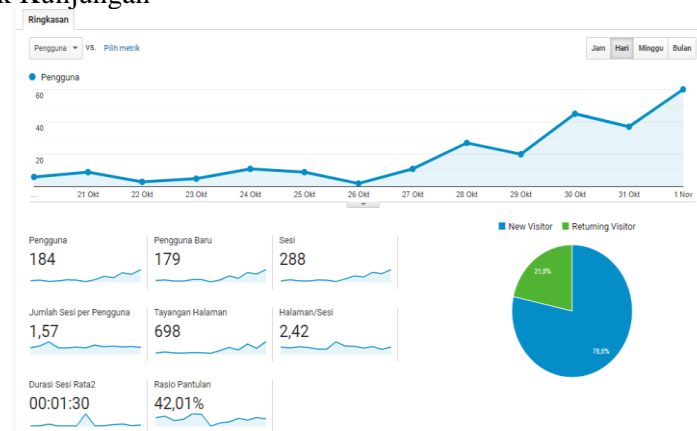 Ringkasan
Pengguna VS. Pilih metrik
Jam Hari Minggu Bulan
Pengguna
60
40
20
... 21 Okt 22 Okt 23 Okt 24 Okt 25 Okt 26 Okt 27 Okt 28 Okt 29 Okt 30 Okt 31 Okt 1 Nov
New Visitor Returning Visitor
Pengguna
184
Pengguna Baru
179
Sesi
288
Jumlah Sesi per Pengguna
1,57
Tayangan Halaman
698
Halaman/Sesi
2,42
Durasi Sesi Rata2
00:01:30
Rasio Pantulan
42,01%
21,5%
78,5%